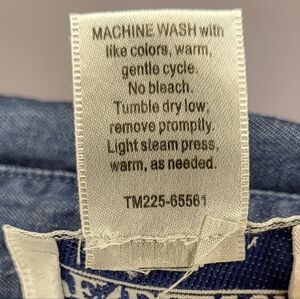 MACHINE WASH with
like colors, warm,
gentle cycle.
No bleach.
Tumble dry low,
remove promptly.
Light steam press,
warm, as needed.
TM225-65561